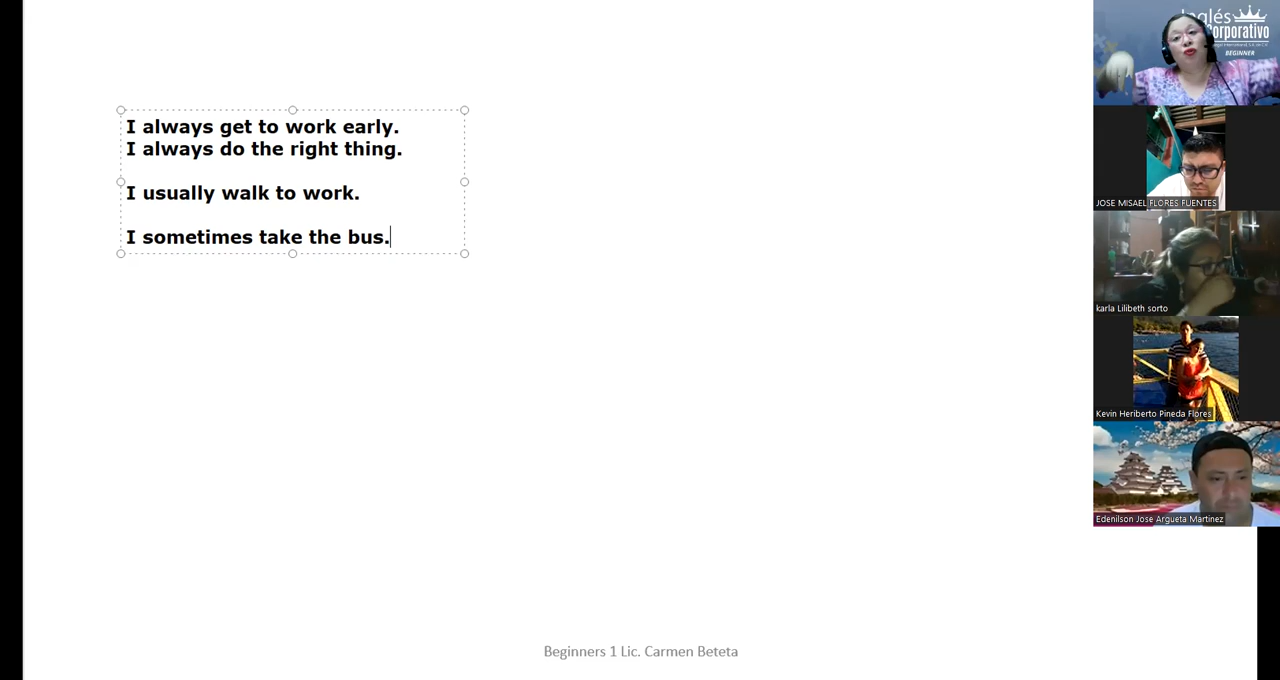 I always get to work early.
I always do the right thing.
I usually walk to work.
I sometimes take the bus.
Beginners 1 Lic. Carmen Beteta
Inglés
Corporativo
BEGINNER
JOSE MISAEL FLORES FUENTES
karla Lilibeth sorto
Kevin Heriberto Pineda Flores
Edenilson Jose Argueta Martinez